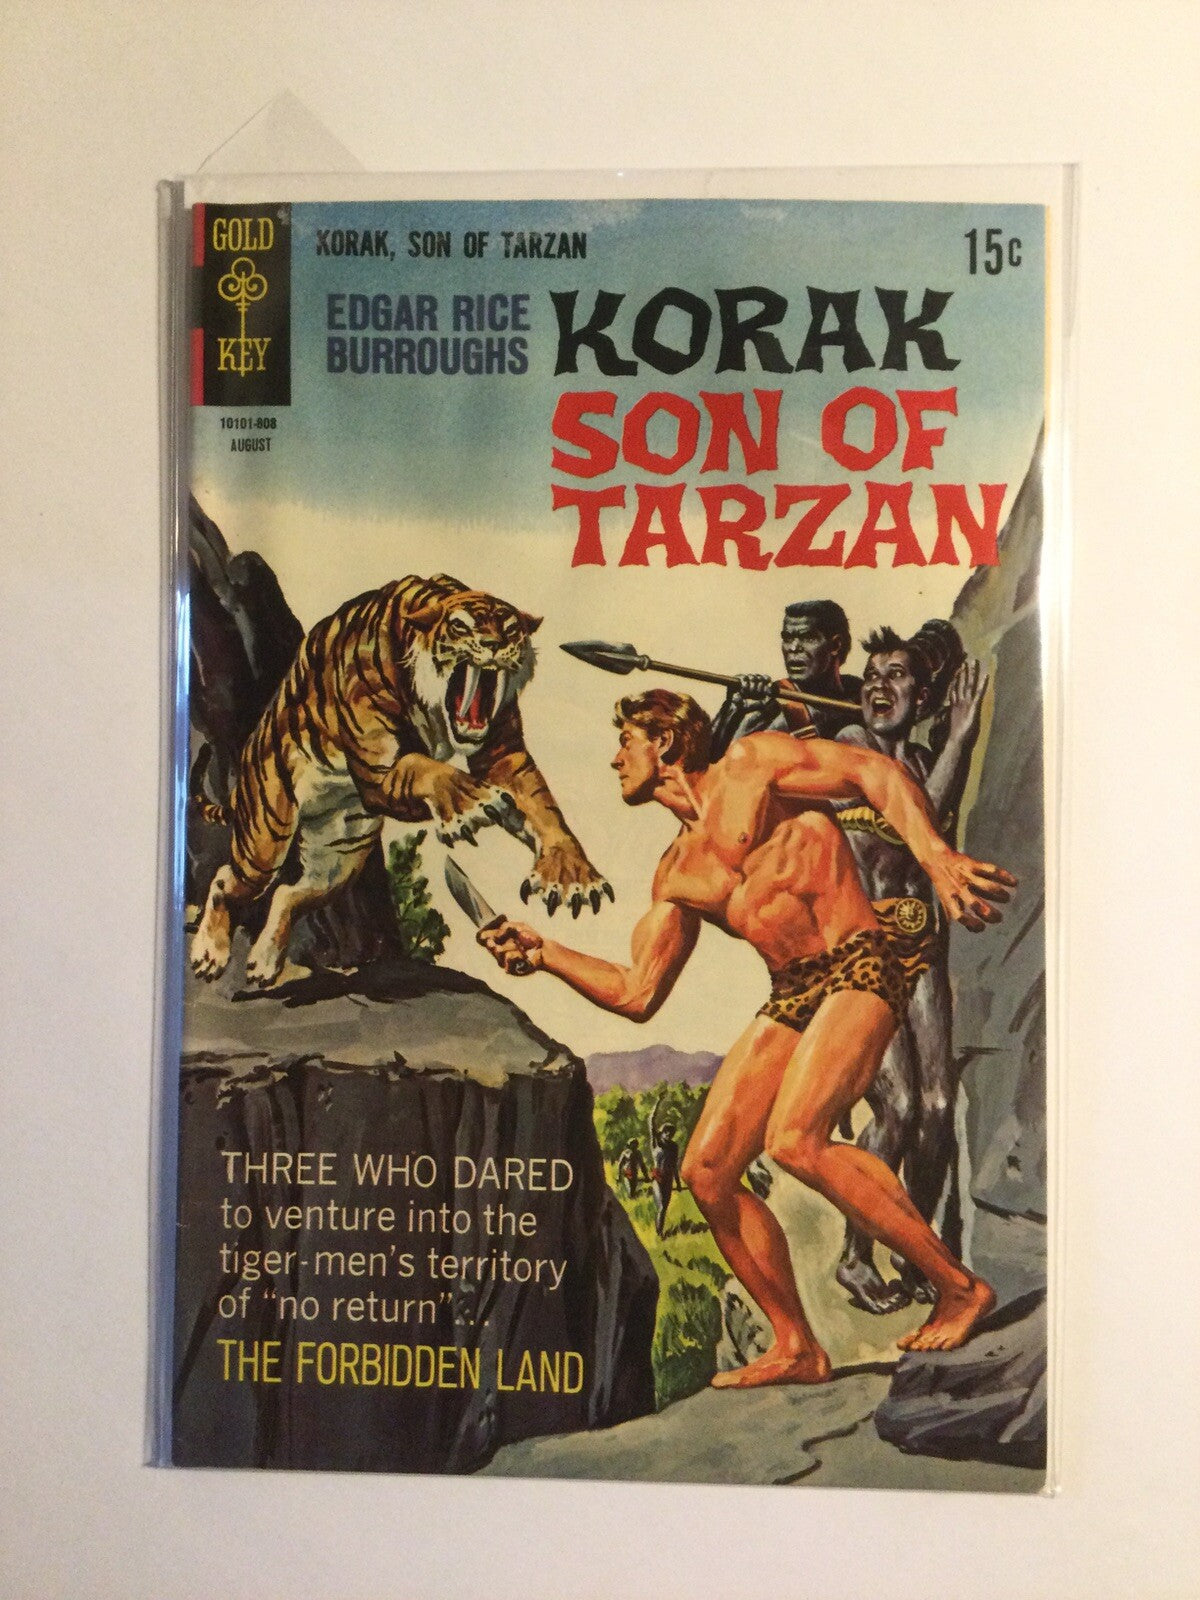 GOLD
KEY
10101-808
AUGUST
KORAK, SON OF TARZAN
15c
EDGAR RICE
BURROUGHS
KORAK
SON OF
TARZAN
THREE WHO DARED
to venture into the
tiger-men's territory
of "no return"...
THE FORBIDDEN LAND